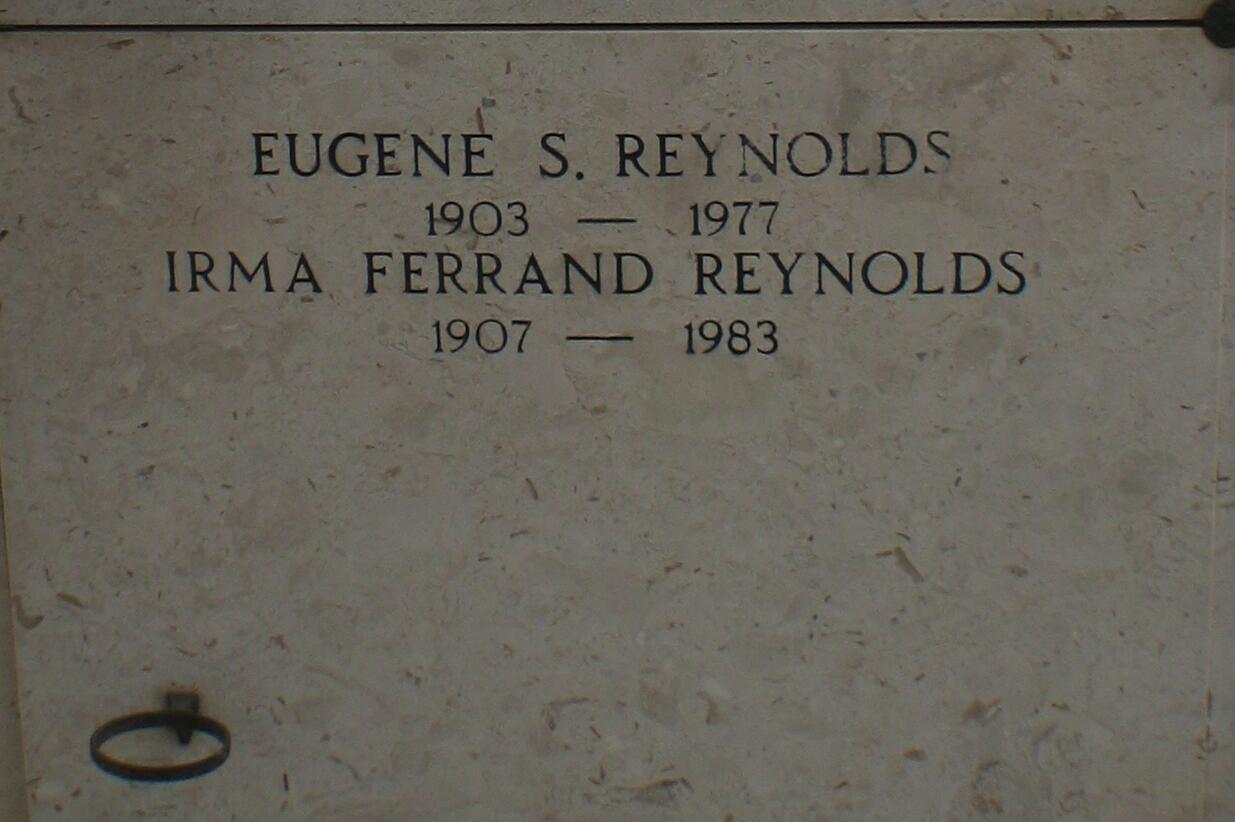 EUGENE S. REYNOLDS
1903 — 1977
IRMA FERRAND REYNOLDS
1907 — 1983